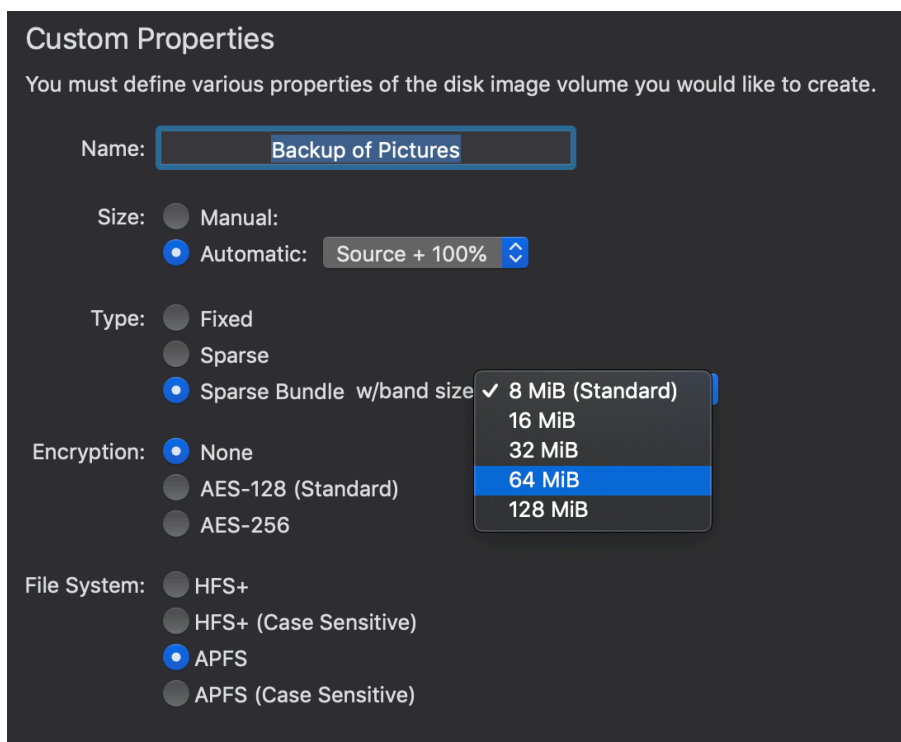 Custom Properties
You must define various properties of the disk image volume you would like to create.
Name: Backup of Pictures
Size: Manual:
Automatic: Source + 100%
Type: Fixed
Sparse
Sparse Bundle w/band size ✓ 8 MiB (Standard)
16 MiB
32 MiB
Encryption: None
64 MiB
AES-128 (Standard)
128 MiB
AES-256
File System: HFS+
HFS+ (Case Sensitive)
APFS
APFS (Case Sensitive)